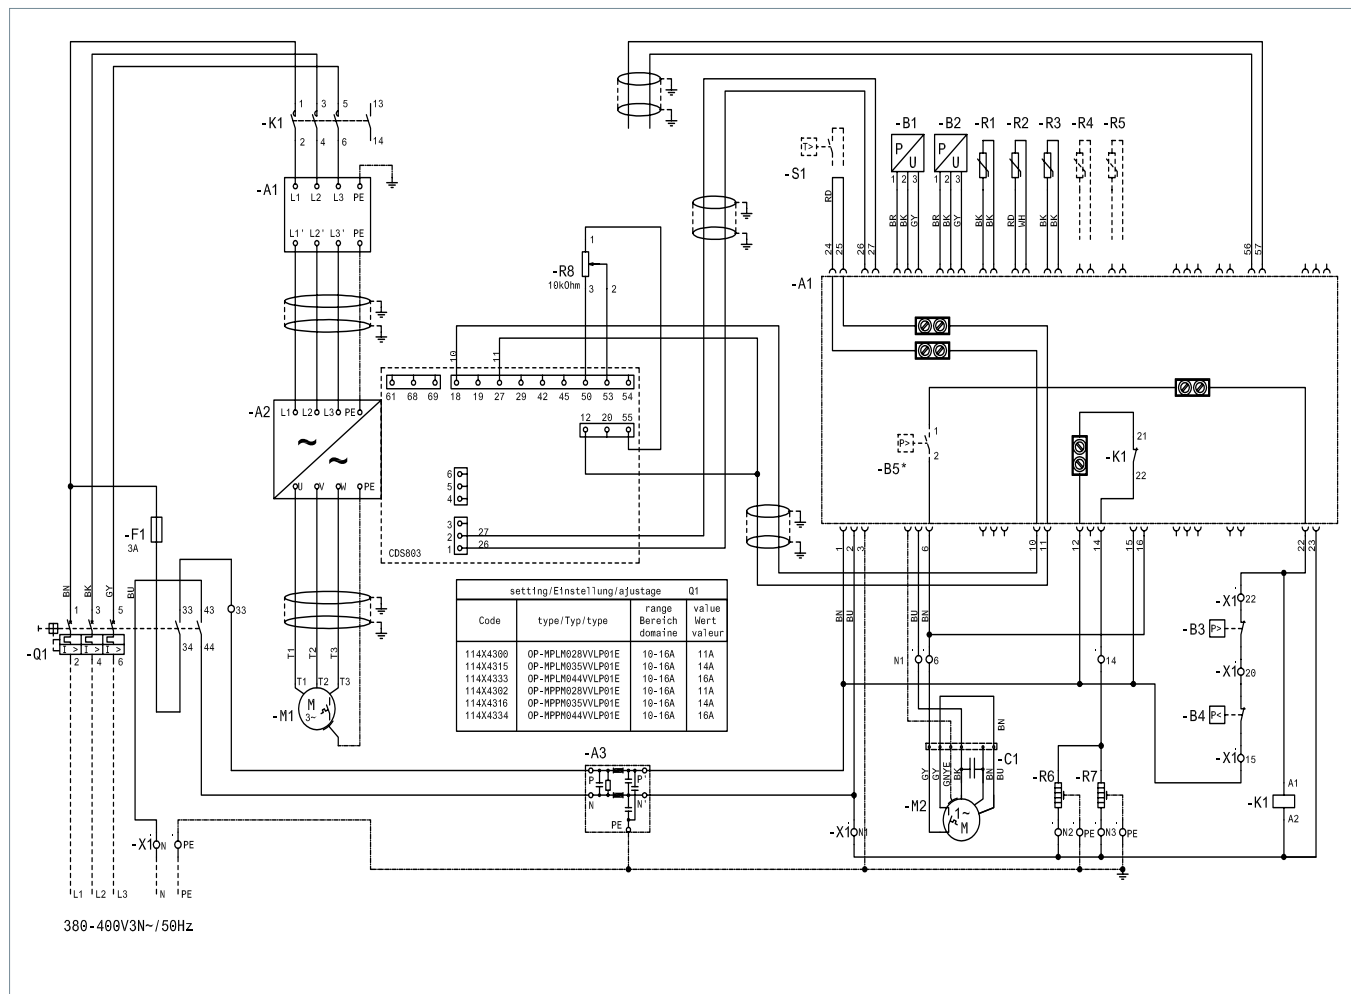 1 3 5 13
-K1
2 4 6 14
-A1
L1 L2 L3 PE
L1' L2' L3' PE
-A2
L1 L2 L3 PE
~
~
U V W PE
T1 T2 T3
T1 T2 T3
M
3~
-M1
-F1
3A
BN BK GY BU
1 3 5
33 43 33
-Q1
I > I > I >
2 4 6
34 44
-X1 N PE
L1 L2 L3 N PE
380-400V3N~/50Hz
-R8
10kOhm
1
3 2
10 11
61 68 69 18 19 27 29 42 45 50 53 54
12 20 55
6
5
4
3
2
1
27
26
CDS803
setting/Einstellung/ajustage Q1
Code type/Typ/type range Bereich domaine value Wert valeur
114X4300 OP-MPLM028VVLP01E 10-16A 11A
114X4315 OP-MPLM035VVLP01E 10-16A 14A
114X4333 OP-MPLM044VVLP01E 10-16A 16A
114X4302 OP-MPPM028VVLP01E 10-16A 11A
114X4316 OP-MPPM035VVLP01E 10-16A 14A
114X4334 OP-MPPM044VVLP01E 10-16A 16A
-A3
P P'
N N'
PE
-S1
T>
-B1 -B2 -R1 -R2 -R3 -R4 -R5
P U P U
1 2 3 1 2 3
RD BR BK GY BR BK GY BK BK RD WH BK BK
24 25 26 27 56 57
-A1
P>
1
2
-B5*
-K1
21
22
1 2 3 6 10 11 12 14 15 16 22 23
BN BU BU BN
N1 6 14
GY GY GNYE BK BN BU
BN
-C1
-M2
1~
M
-X1 N1
-R6 -R7
N2 PE N3 PE
-X1 22
-B3 P>
-X1 20
-B4 P<
-X1 15
-K1
A1
A2